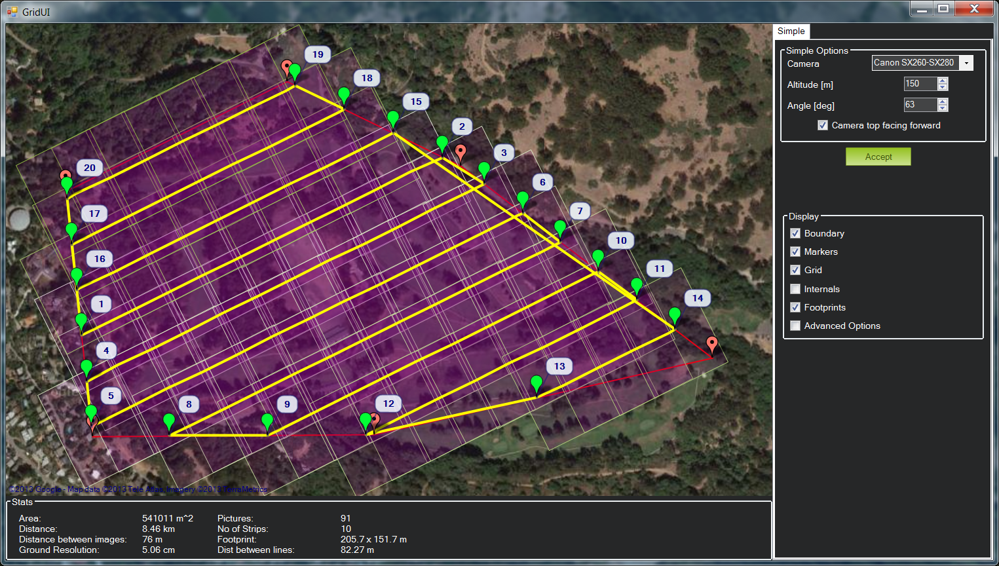 GridUI
Simple
Simple Options
Camera
Canon SX260-SX280
Altitude [m]
150
Angle [deg]
63
Camera top facing forward
Accept
Display
Boundary
Markers
Grid
Internals
Footprints
Advanced Options
19
18
15
2
3
20
6
17
7
10
16
11
1
14
4
13
5
8
9
12
©2013 Google - Map data ©2013 Tele Atlas, Imagery ©2013 TerraMetrics
Stats
Area: 541011 m^2 Pictures: 91
Distance: 8.46 km No of Strips: 10
Distance between images: 76 m Footprint: 205.7 x 151.7 m
Ground Resolution: 5.06 cm Dist between lines: 82.27 m